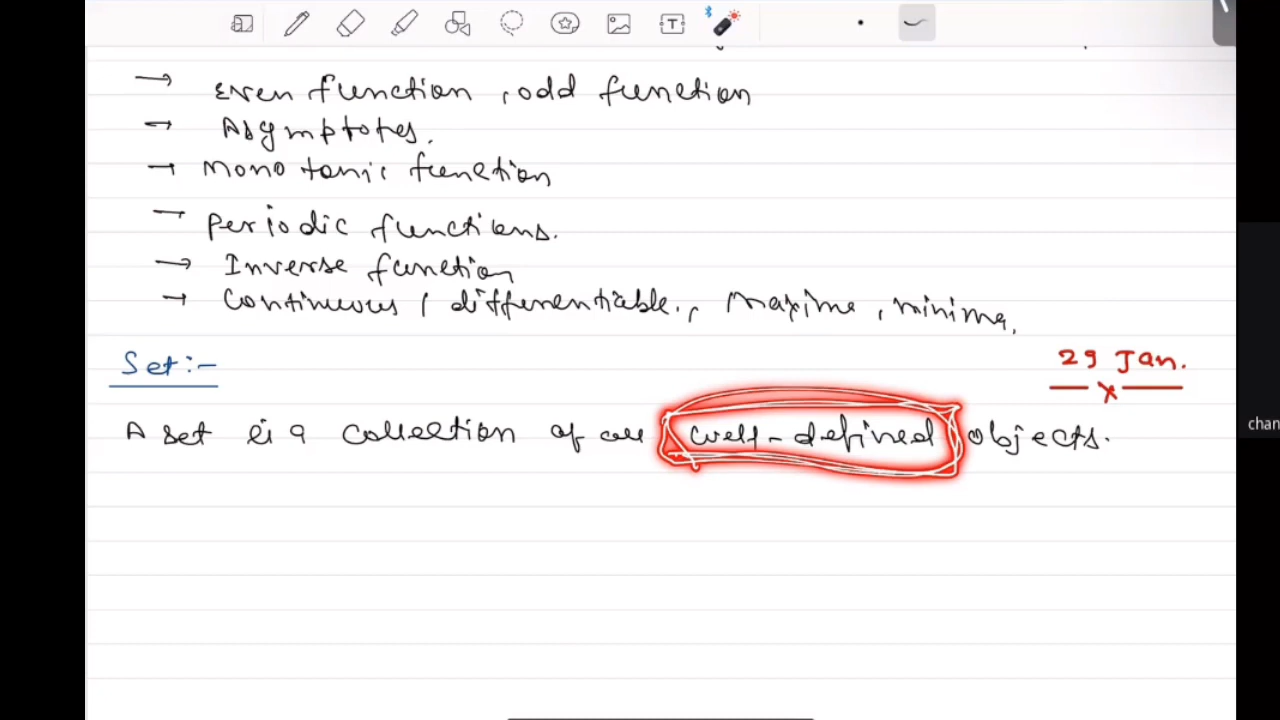 → Even function, odd function
→ Asymptotes.
→ Monotonic function
→ Periodic functions.
→ Inverse function
→ Continuous, differentiable, maxima, minima.
Set :-
29 Jan.
A set is a collection of all well-defined objects.
chan